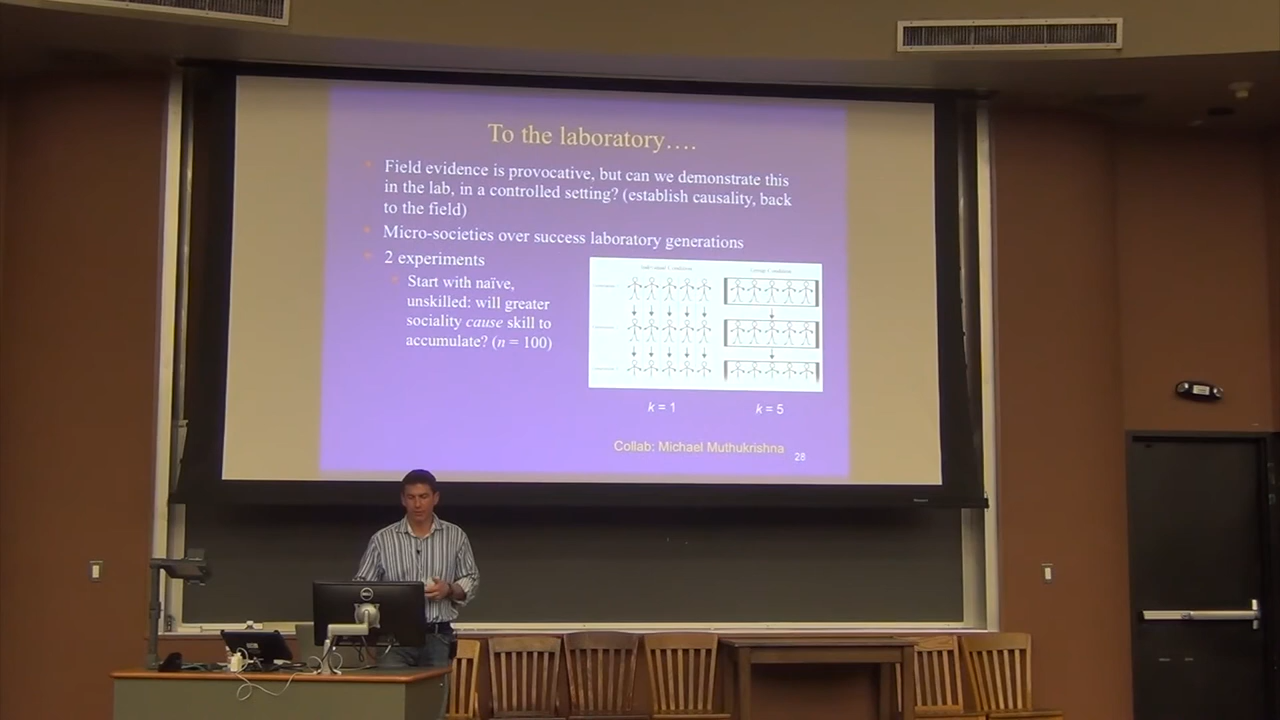 To the laboratory….
Field evidence is provocative, but can we demonstrate this
in the lab, in a controlled setting? (establish causality, back
to the field)
Micro-societies over success laboratory generations
2 experiments
Start with naïve,
unskilled: will greater
sociality cause skill to
accumulate? (n = 100)
k = 1
k = 5
Collab: Michael Muthukrishna
28
DELL